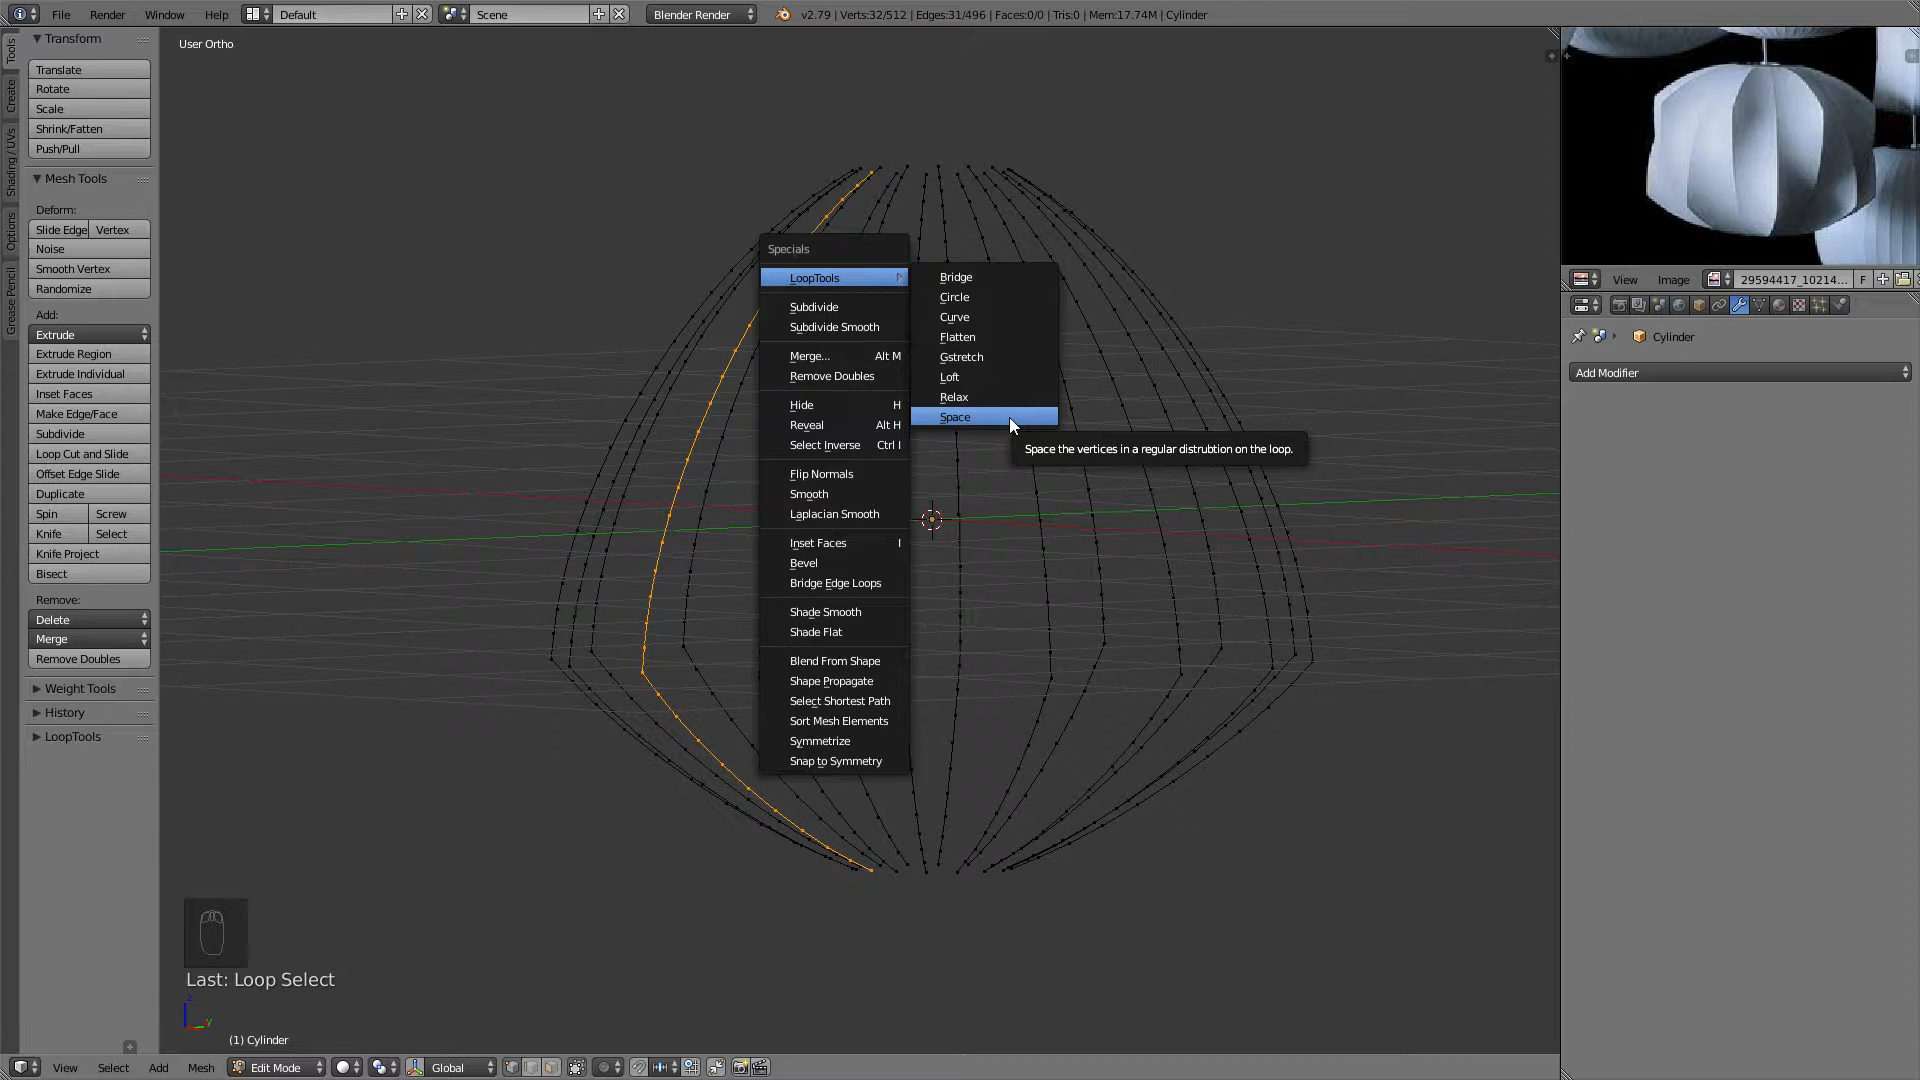 File Render Window Help Default Scene Blender Render v2.79 | Verts:32/512 | Edges:31/496 | Faces:0/0 | Tris:0 | Mem:17.74M | Cylinder
Tools
Create
Shading / UVs
Options
Grease Pencil
Transform
Translate
Rotate
Scale
Shrink/Fatten
Push/Pull
Mesh Tools
Deform:
Slide Edge Vertex
Noise
Smooth Vertex
Randomize
Add:
Extrude
Extrude Region
Extrude Individual
Inset Faces
Make Edge/Face
Subdivide
Loop Cut and Slide
Offset Edge Slide
Duplicate
Spin Screw
Knife Select
Knife Project
Bisect
Remove:
Delete
Merge
Remove Doubles
Weight Tools
History
LoopTools
User Ortho
Specials
LoopTools
Subdivide
Subdivide Smooth
Merge... Alt M
Remove Doubles
Hide H
Reveal Alt H
Select Inverse Ctrl I
Flip Normals
Smooth
Laplacian Smooth
Inset Faces I
Bevel
Bridge Edge Loops
Shade Smooth
Shade Flat
Blend From Shape
Shape Propagate
Select Shortest Path
Sort Mesh Elements
Symmetrize
Snap to Symmetry
Bridge
Circle
Curve
Flatten
Gstretch
Loft
Relax
Space
Space the vertices in a regular distrubtion on the loop.
Last: Loop Select
z
y
(1) Cylinder
View Select Add Mesh Edit Mode Global
View Image 29594417_10214... F
Cylinder
Add Modifier